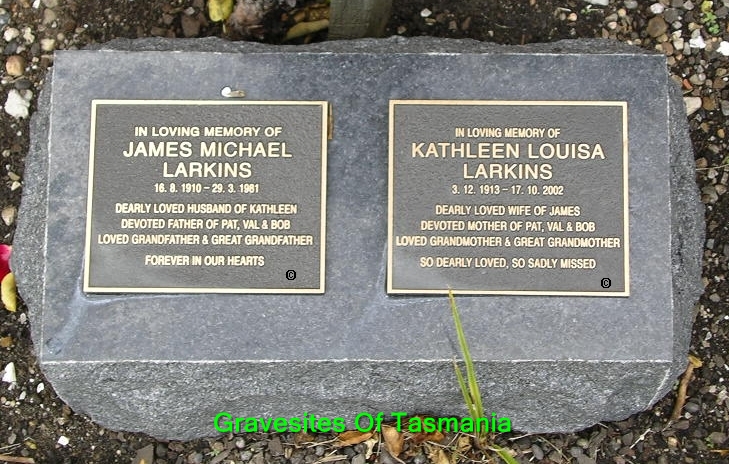 IN LOVING MEMORY OF
JAMES MICHAEL
LARKINS
16. 8. 1910 – 29. 3. 1981
DEARLY LOVED HUSBAND OF KATHLEEN
DEVOTED FATHER OF PAT, VAL & BOB
LOVED GRANDFATHER & GREAT GRANDFATHER
FOREVER IN OUR HEARTS
©
IN LOVING MEMORY OF
KATHLEEN LOUISA
LARKINS
3. 12. 1913 – 17. 10. 2002
DEARLY LOVED WIFE OF JAMES
DEVOTED MOTHER OF PAT, VAL & BOB
LOVED GRANDMOTHER & GREAT GRANDMOTHER
SO DEARLY LOVED, SO SADLY MISSED
©
Gravesites Of Tasmania